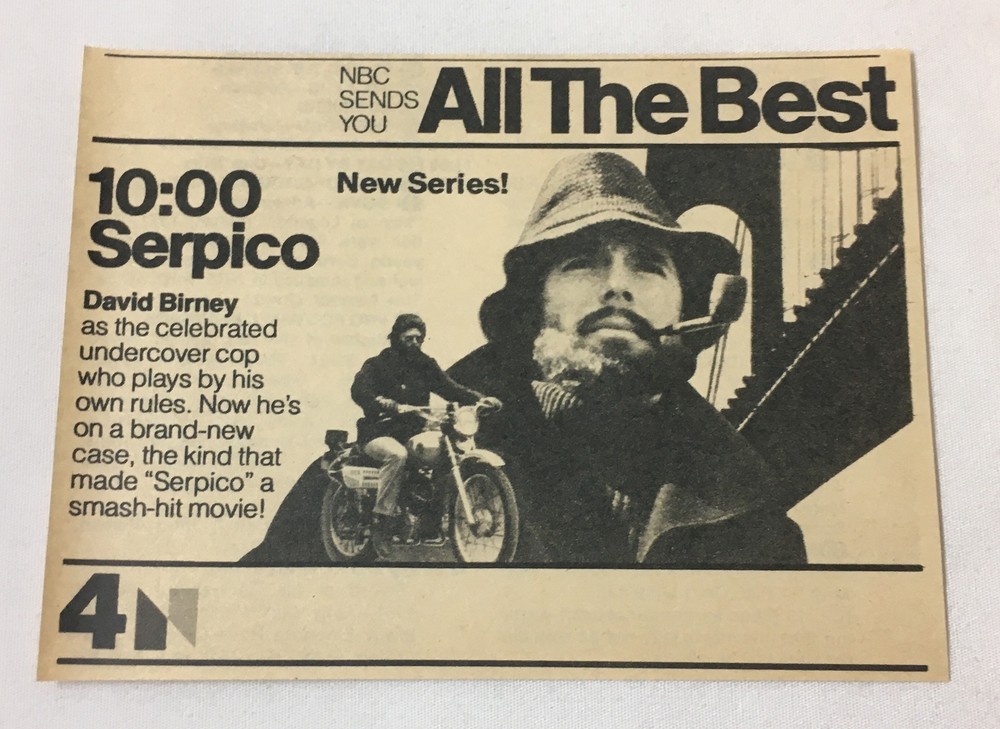 NBC
SENDS
YOU
All The Best
10:00
Serpico
New Series!
David Birney
as the celebrated
undercover cop
who plays by his
own rules. Now he's
on a brand-new
case, the kind that
made “Serpico” a
smash-hit movie!
4N